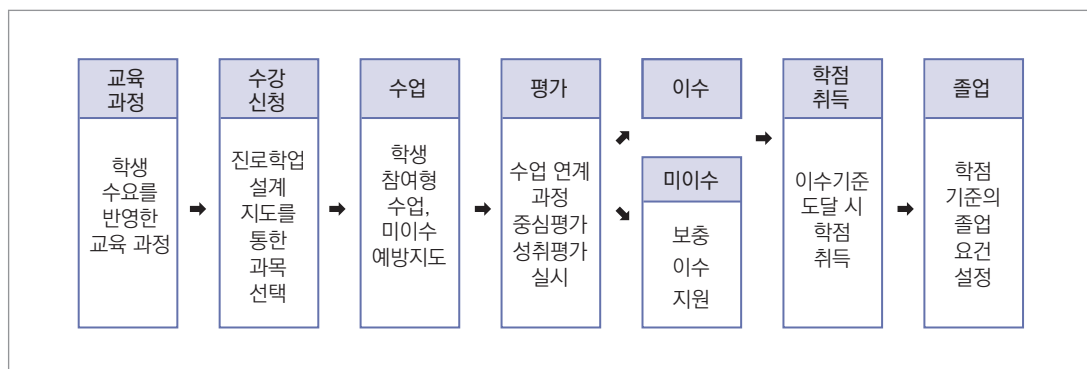 교육
과정
학생
수요를
반영한
교육 과정
수강
신청
진로학업
설계
지도를
통한
과목
선택
수업
학생
참여형
수업,
미이수
예방지도
평가
수업 연계
과정
중심평가
성취평가
실시
이수
미이수
보충
이수
지원
학점
취득
이수기준
도달 시
학점
취득
졸업
학점
기준의
졸업
요건
설정